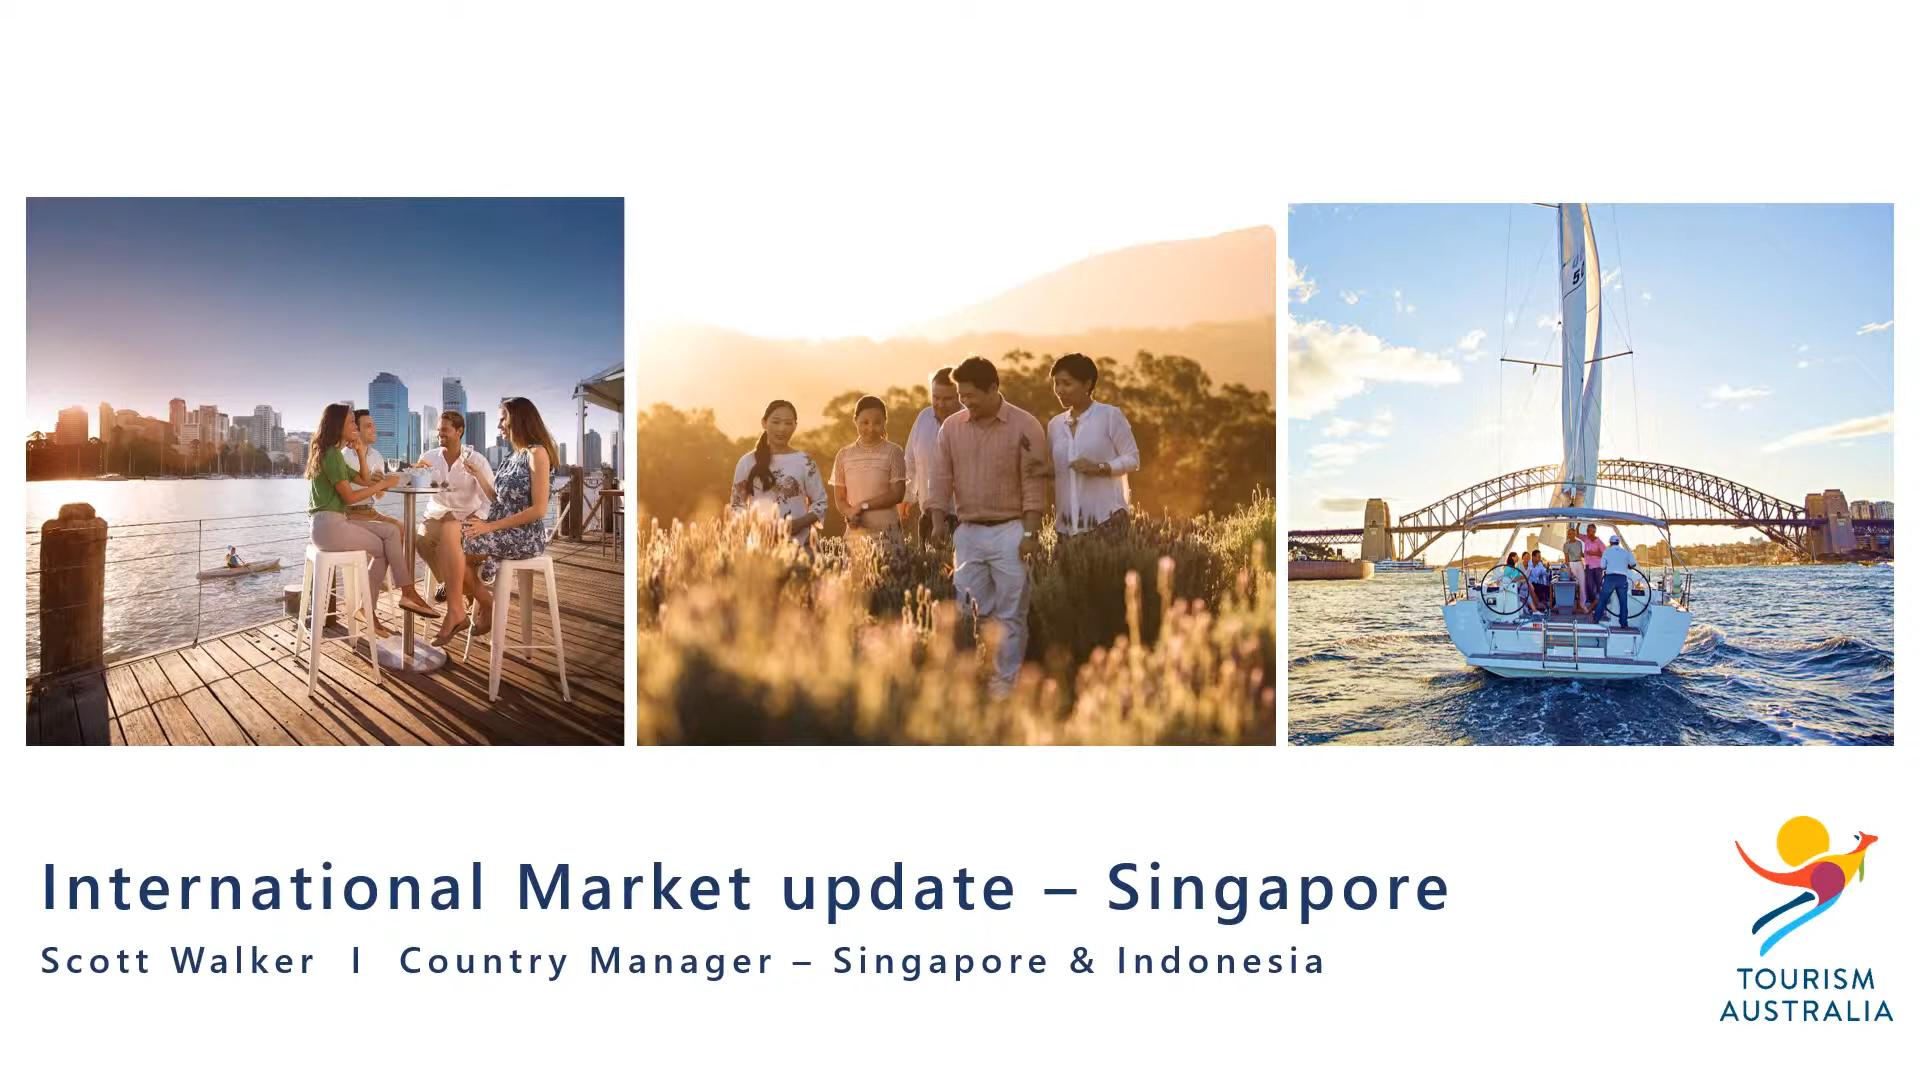 International Market update – Singapore
Scott Walker I Country Manager – Singapore & Indonesia
TOURISM
AUSTRALIA